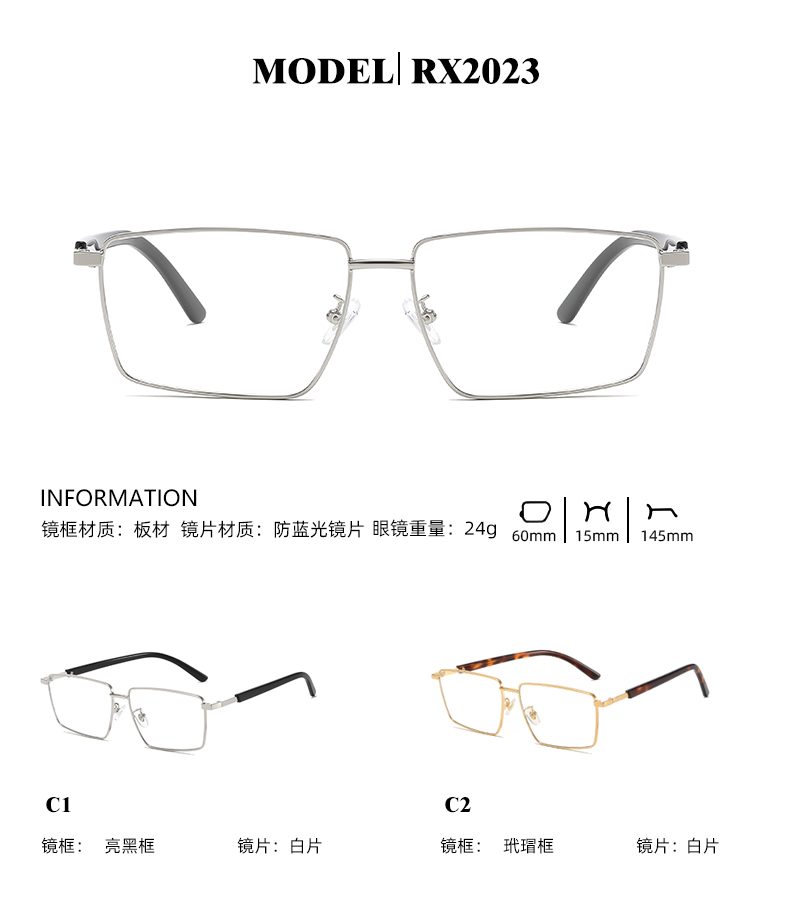 MODEL | RX2023
INFORMATION
镜框材质：板材 镜片材质：防蓝光镜片 眼镜重量：24g
60mm | 15mm | 145mm
C1
镜框： 亮黑框 镜片：白片
C2
镜框： 玳瑁框 镜片：白片